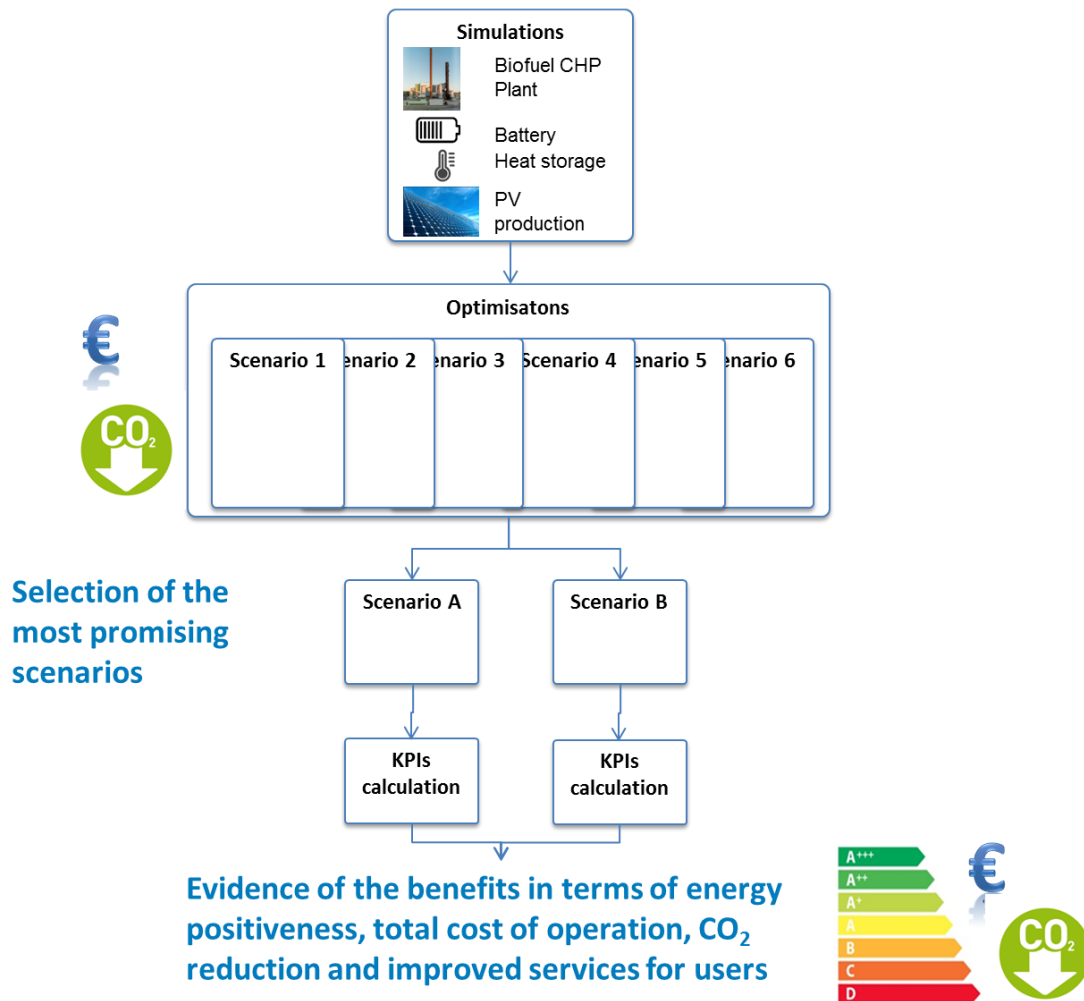 Simulations
Biofuel CHP
Plant
Battery
Heat storage
PV
production
Optimisatons
Scenario 1
enario 2
enario 3
Scenario 4
enario 5
enario 6
€
CO₂
Selection of the
most promising
scenarios
Scenario A
Scenario B
KPIs
calculation
KPIs
calculation
Evidence of the benefits in terms of energy
positiveness, total cost of operation, CO₂
reduction and improved services for users
A+++
A++
A+
A
B
C
D
€
CO₂